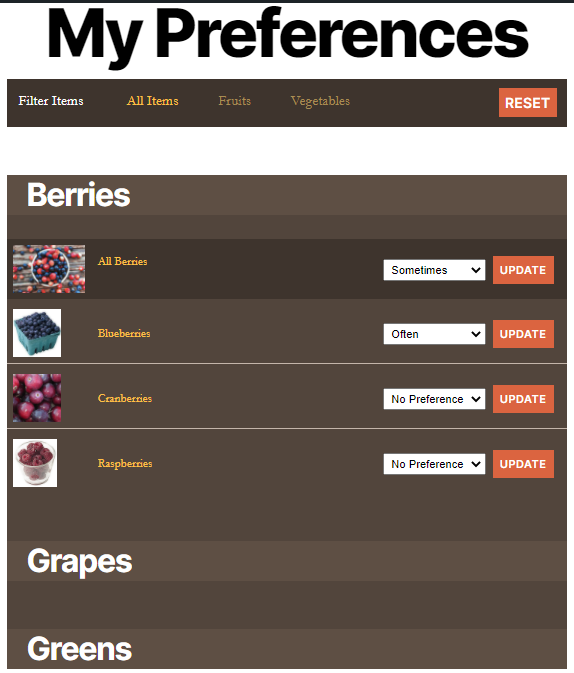 My Preferences
Filter Items All Items Fruits Vegetables RESET
Berries
All Berries Sometimes UPDATE
Blueberries Often UPDATE
Cranberries No Preference UPDATE
Raspberries No Preference UPDATE
Grapes
Greens